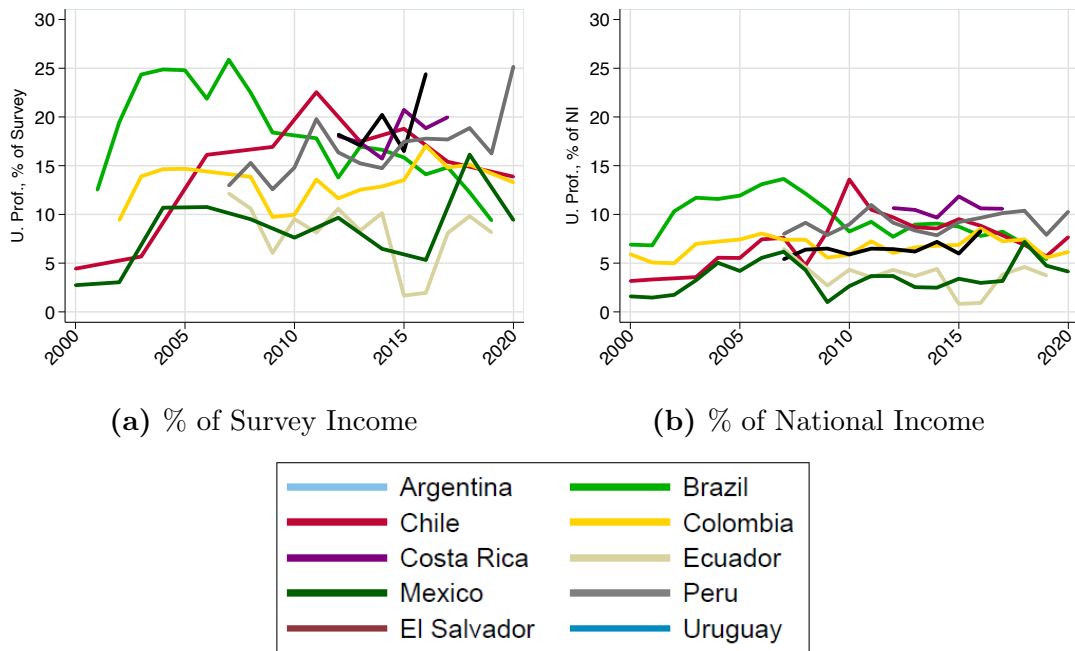 U. Prof., % of Survey
30
25
20
15
10
5
0
2000
2005
2010
2015
2020
U. Prof., % of NI
30
25
20
15
10
5
0
2000
2005
2010
2015
2020
(a) % of Survey Income
(b) % of National Income
Argentina Brazil
Chile Colombia
Costa Rica Ecuador
Mexico Peru
El Salvador Uruguay